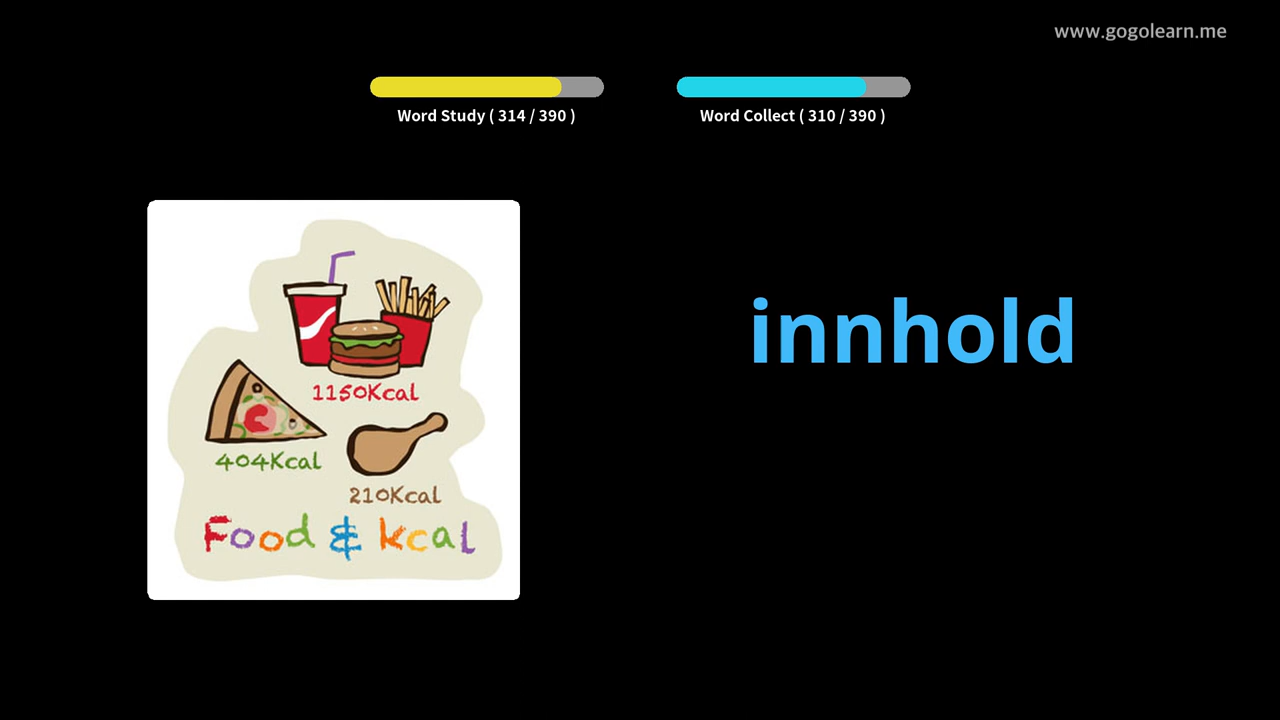 www.gogolearn.me
Word Study ( 314 / 390 )
Word Collect ( 310 / 390 )
innhold
1150Kcal
404Kcal
210Kcal
Food & kcal